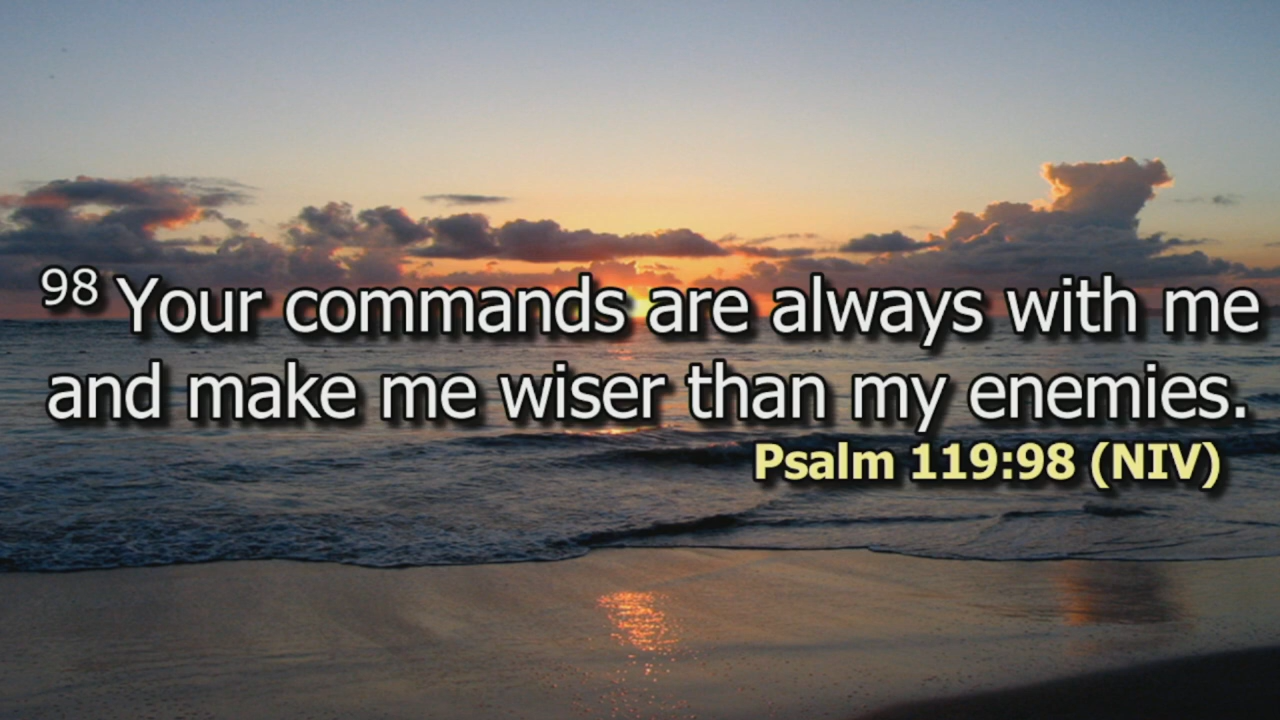 98 Your commands are always with me
and make me wiser than my enemies.
Psalm 119:98 (NIV)